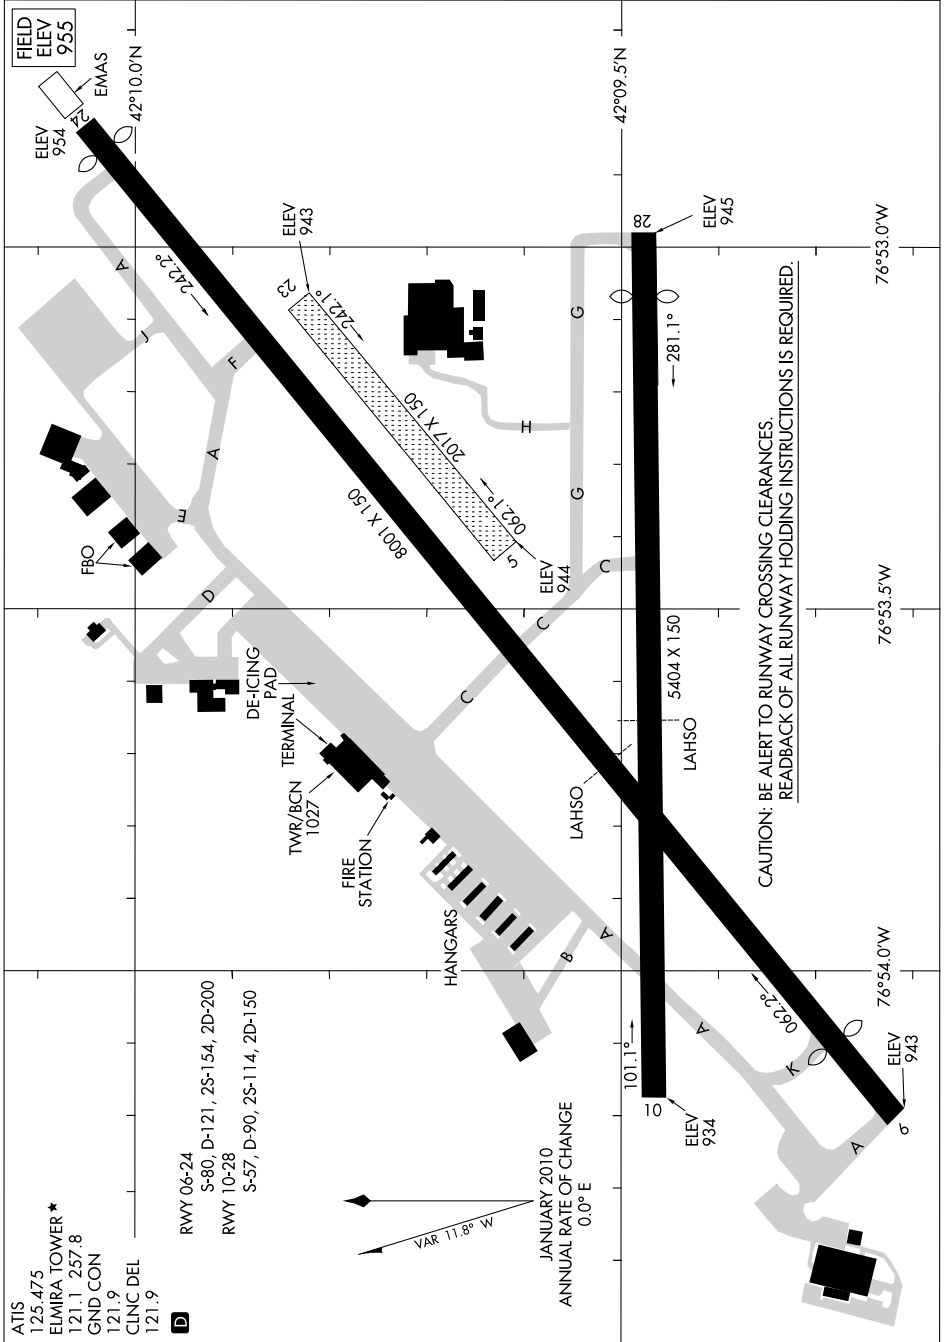 FIELD
ELEV
955
EMAS
ELEV
954
24
42°10.0'N
42°09.5'N
A
242.2°
J
F
ELEV
943
23
242.1°
28
ELEV
945
76°53.0'W
G
281.1°
A
H
2017 X 150
8001 X 150
E
FBO
G
062.1°
5
ELEV
944
C
D
C
76°53.5'W
DE-ICING
PAD
C
5404 X 150
TERMINAL
LAHSO
TWR/BCN
1027
LAHSO
FIRE
STATION
HANGARS
B
A
CAUTION: BE ALERT TO RUNWAY CROSSING CLEARANCES.
READBACK OF ALL RUNWAY HOLDING INSTRUCTIONS IS REQUIRED.
76°54.0'W
A
062.2°
K
101.1°
10
ELEV
934
ELEV
943
6
A
RWY 06-24
S-80, D-121, 2S-154, 2D-200
RWY 10-28
S-57, D-90, 2S-114, 2D-150
VAR 11.8° W
JANUARY 2010
ANNUAL RATE OF CHANGE
0.0° E
ATIS
125.475
ELMIRA TOWER★
121.1 257.8
GND CON
121.9
CLNC DEL
121.9
D